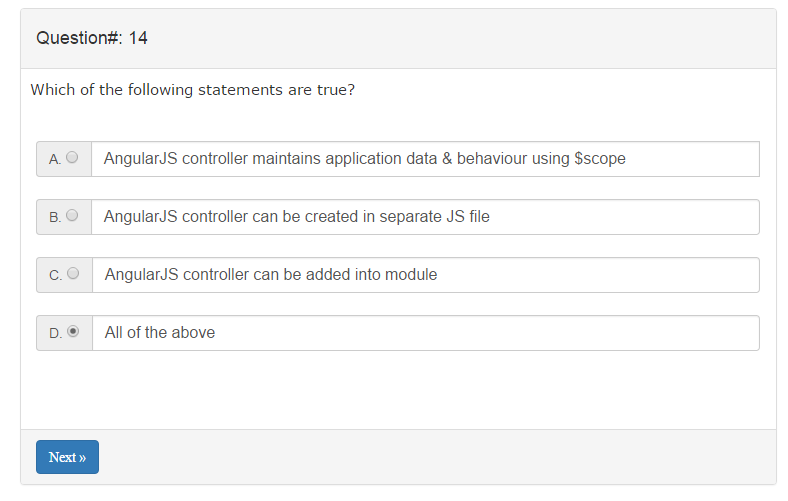 Question#: 14
Which of the following statements are true?
A. AngularJS controller maintains application data & behaviour using $scope
B. AngularJS controller can be created in separate JS file
C. AngularJS controller can be added into module
D. All of the above
Next »